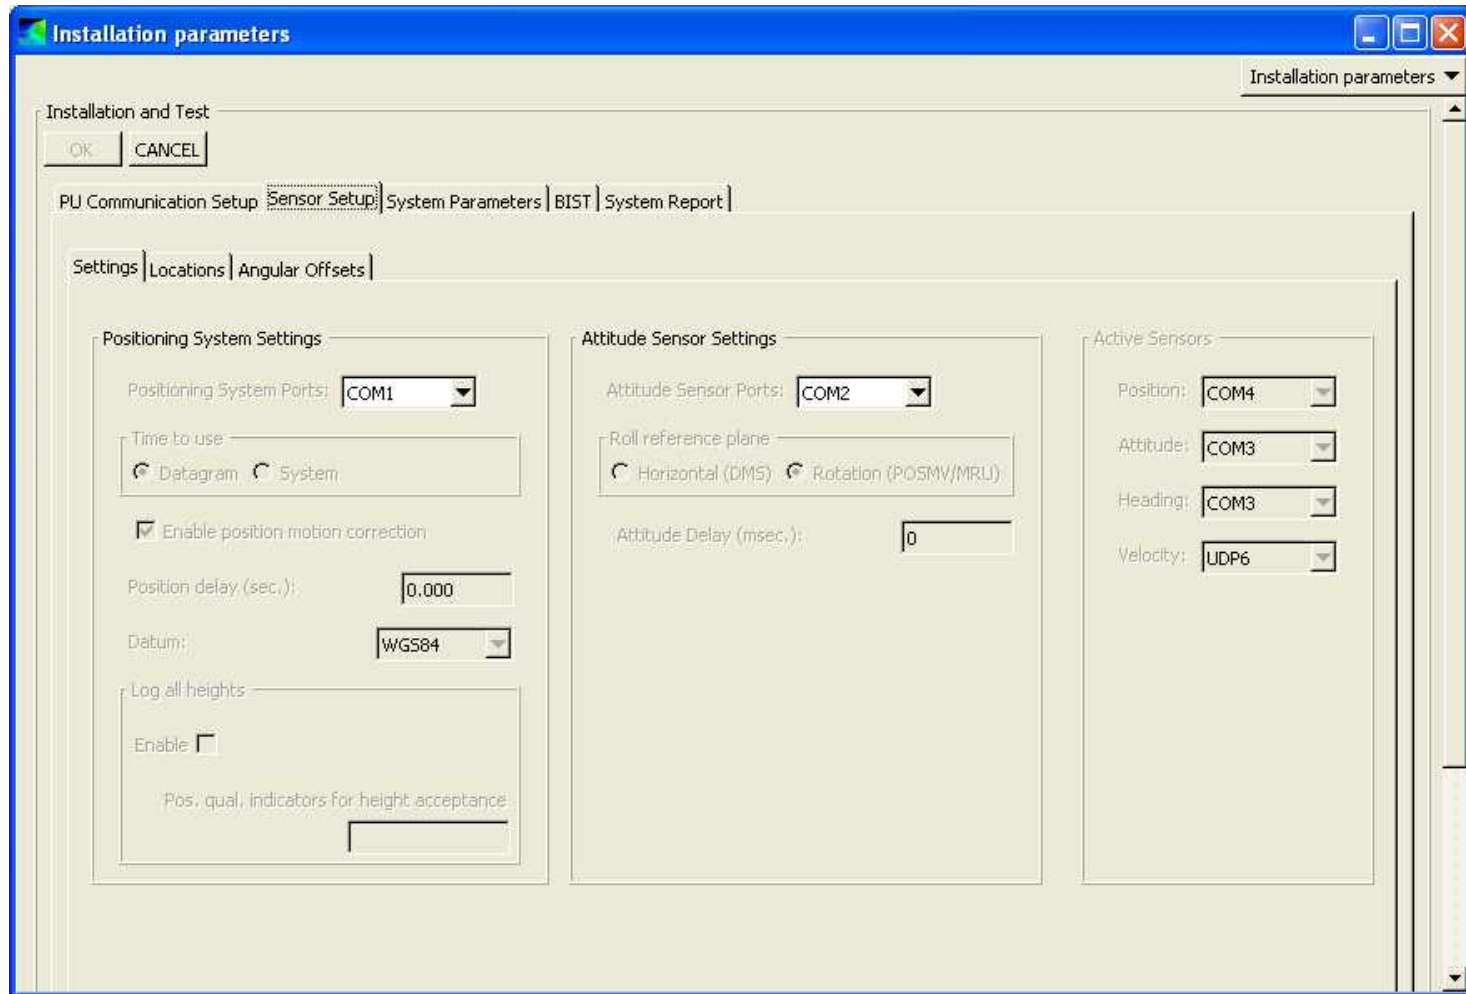 Installation parameters
Installation parameters
Installation and Test
OK CANCEL
PU Communication Setup Sensor Setup System Parameters BIST System Report
Settings Locations Angular Offsets
Positioning System Settings
Positioning System Ports: COM1
Time to use
Datagram System
Enable position motion correction
Position delay (sec.): 0.000
Datum: WGS84
Log all heights
Enable
Pos. qual. indicators for height acceptance
Attitude Sensor Settings
Attitude Sensor Ports: COM2
Roll reference plane
Horizontal (DMS) Rotation (POSMV/MRU)
Attitude Delay (msec.): 0
Active Sensors
Position: COM4
Attitude: COM3
Heading: COM3
Velocity: UDP6